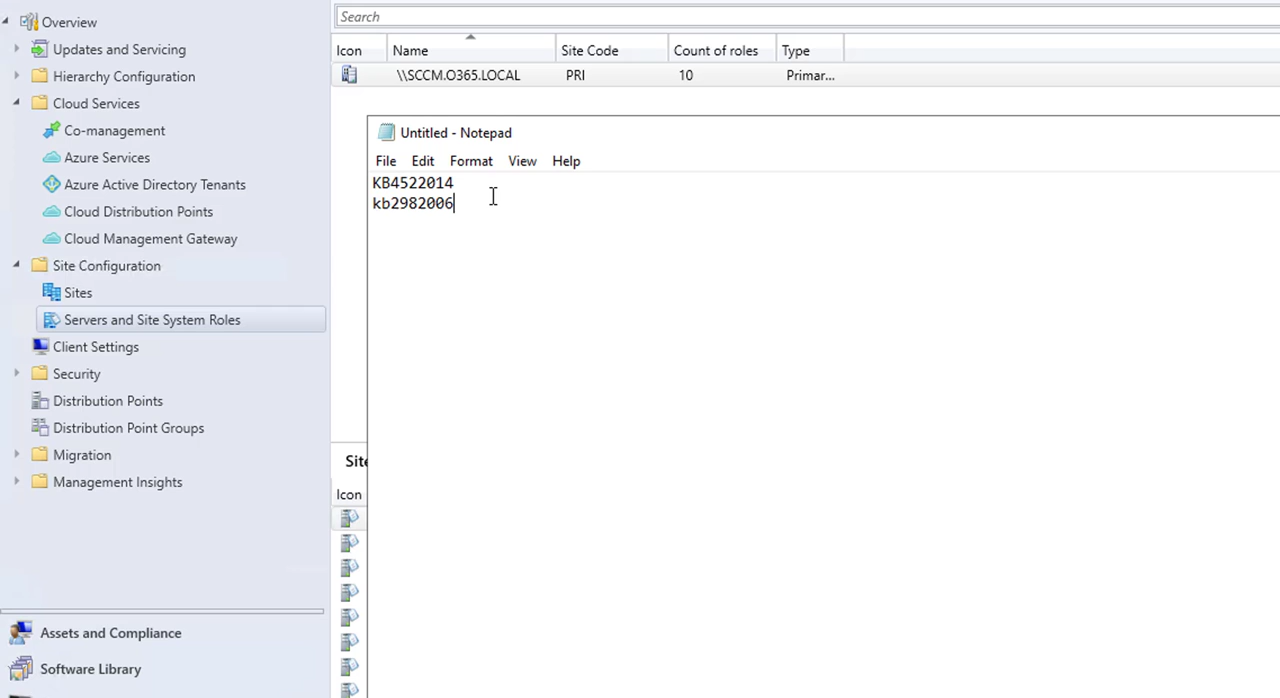 Overview
Updates and Servicing
Hierarchy Configuration
Cloud Services
Co-management
Azure Services
Azure Active Directory Tenants
Cloud Distribution Points
Cloud Management Gateway
Site Configuration
Sites
Servers and Site System Roles
Client Settings
Security
Distribution Points
Distribution Point Groups
Migration
Management Insights
Assets and Compliance
Software Library
Search
Icon Name Site Code Count of roles Type
\\SCCM.O365.LOCAL PRI 10 Primar...
Untitled - Notepad
File Edit Format View Help
KB4522014
kb2982006
Site
Icon